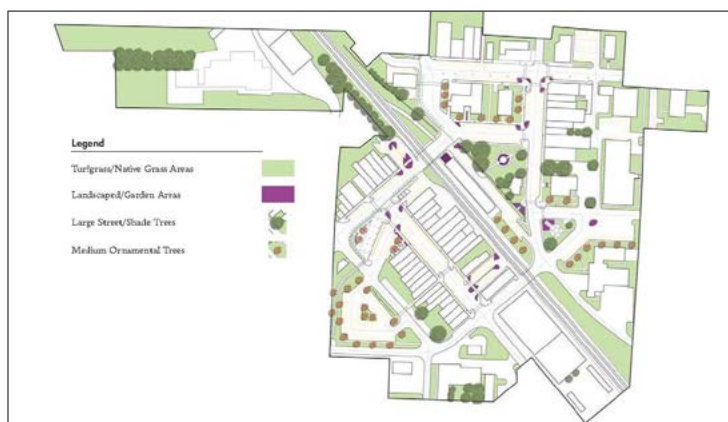 Legend
Turfgrass/Native Grass Areas
Landscaped/Garden Areas
Large Street/Shade Trees
Medium Ornamental Trees